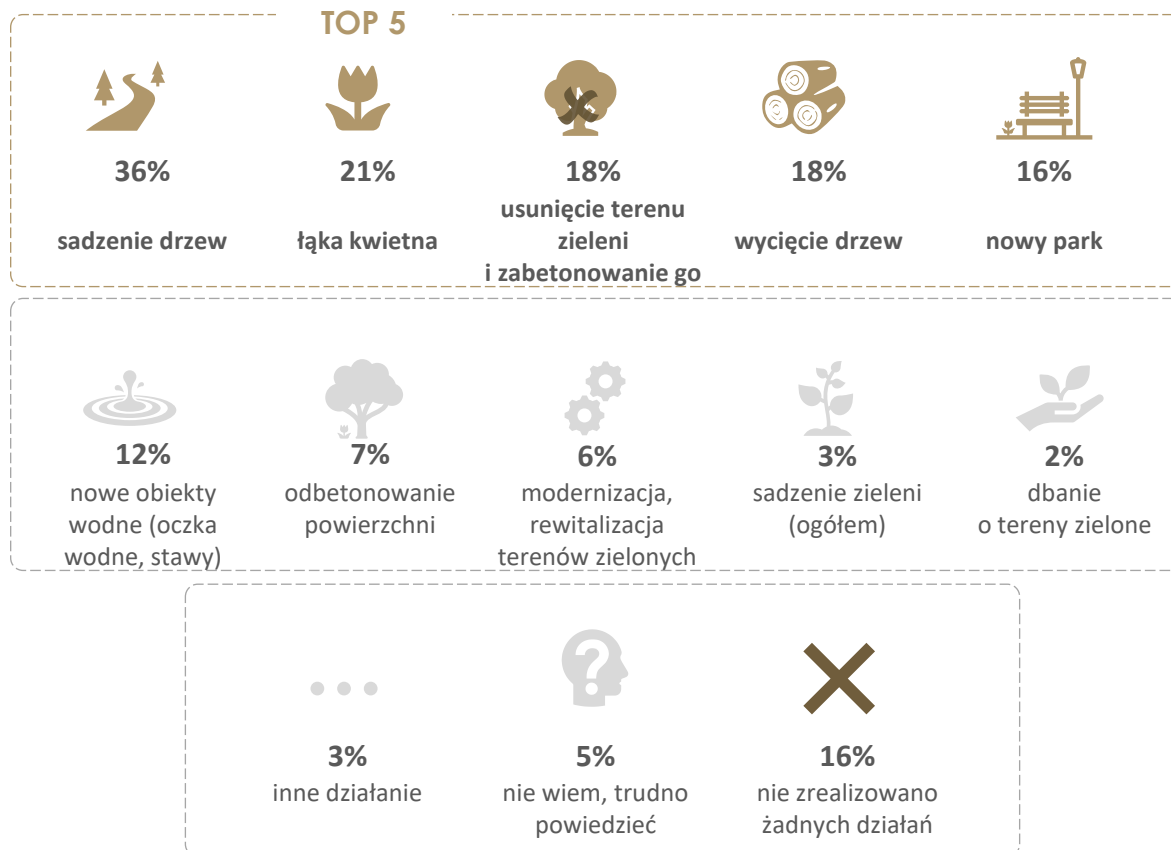 TOP 5
36%
sadzenie drzew
21%
łąka kwietna
18%
usunięcie terenu
zieleni
i zabetonowanie go
18%
wycięcie drzew
16%
nowy park
12%
nowe obiekty
wodne (oczka
wodne, stawy)
7%
odbetonowanie
powierzchni
6%
modernizacja,
rewitalizacja
terenów zielonych
3%
sadzenie zieleni
(ogółem)
2%
dbanie
o tereny zielone
3%
inne działanie
5%
nie wiem, trudno
powiedzieć
16%
nie zrealizowano
żadnych działań